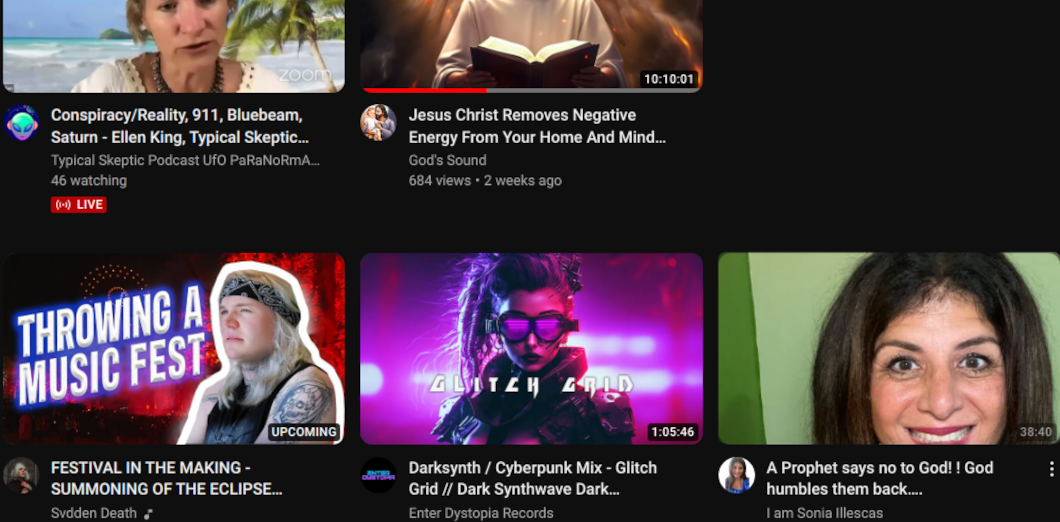 zoom
10:10:01
Conspiracy/Reality, 911, Bluebeam,
Saturn - Ellen King, Typical Skeptic...
Typical Skeptic Podcast UfO PaRaNoRmA...
46 watching
LIVE
Jesus Christ Removes Negative
Energy From Your Home And Mind...
God's Sound
684 views • 2 weeks ago
THROWING A
MUSIC FEST
UPCOMING
GLITCH GRID
1:05:46
38:40
FESTIVAL IN THE MAKING -
SUMMONING OF THE ECLIPSE...
Svdden Death
ENTER
DYSTOPIA
Darksynth / Cyberpunk Mix - Glitch
Grid // Dark Synthwave Dark...
Enter Dystopia Records
A Prophet says no to God! ! God
humbles them back....
I am Sonia Illescas